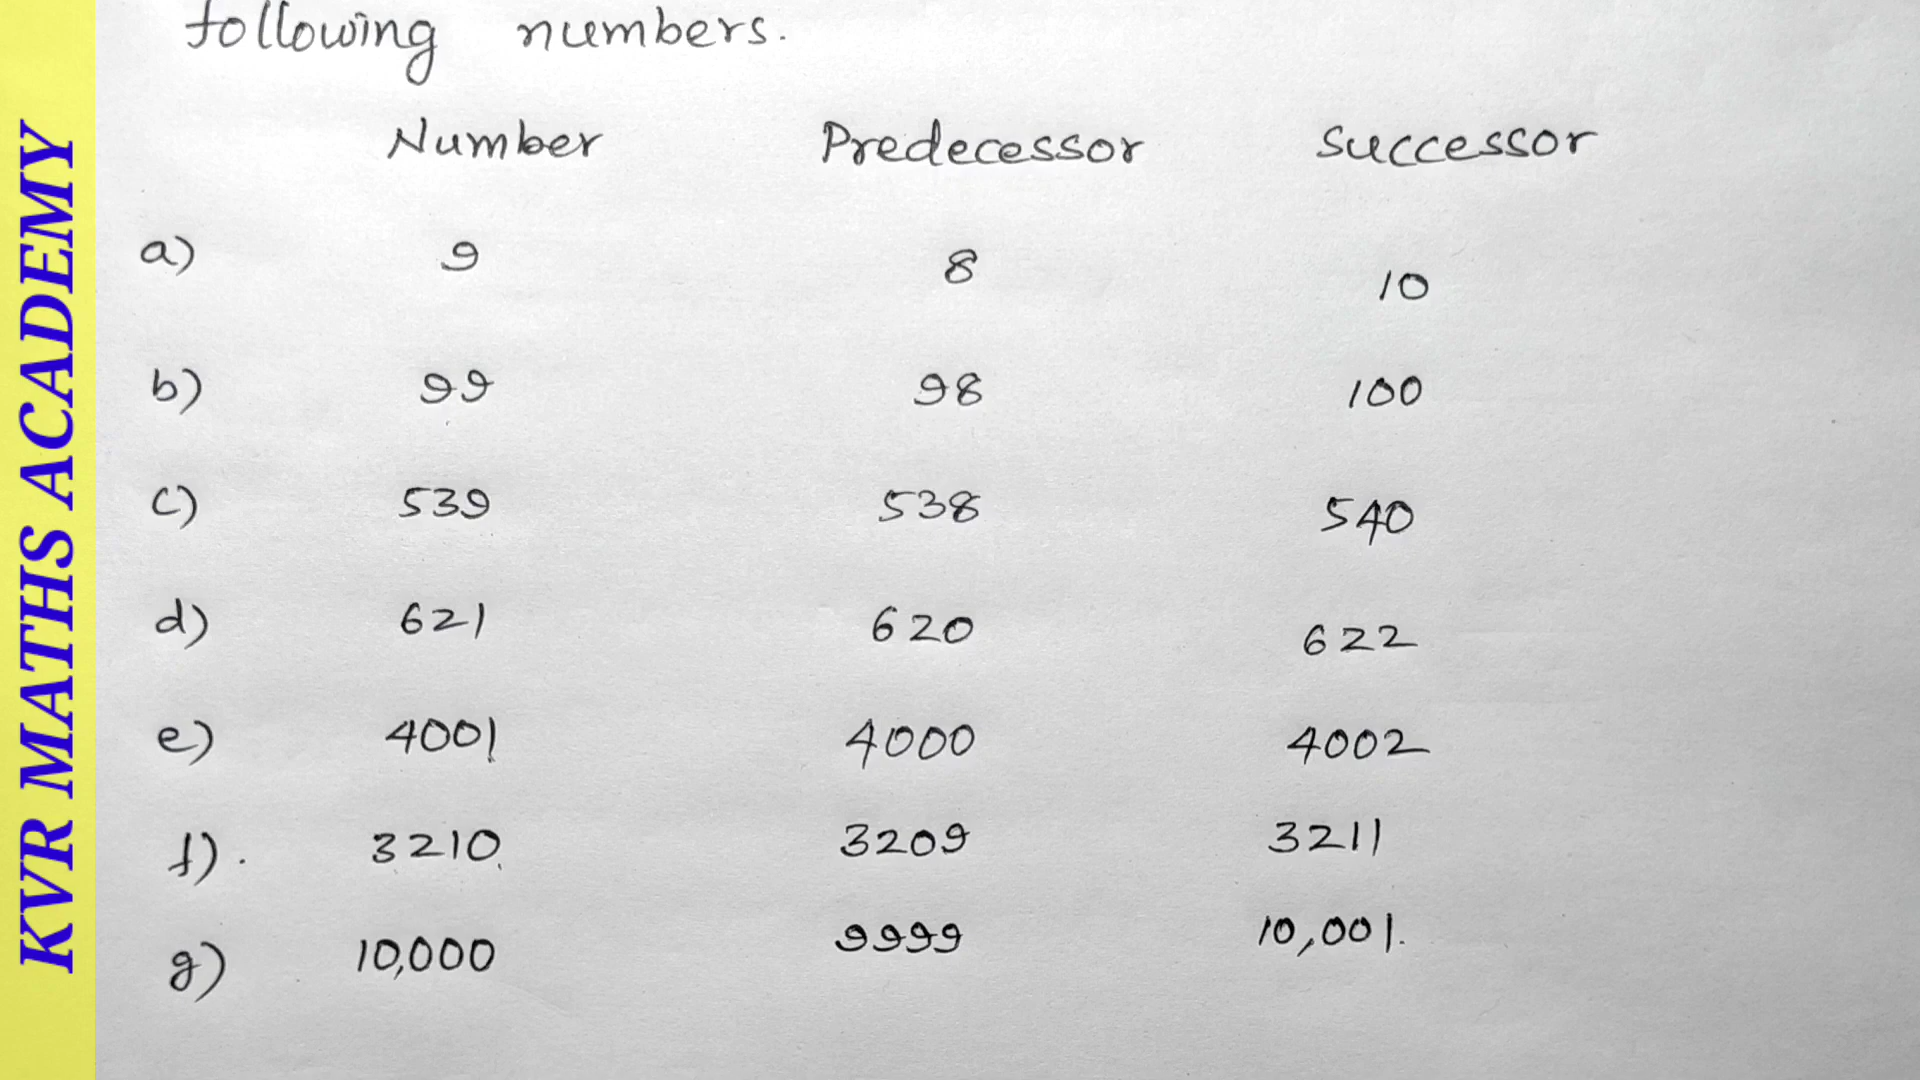 following numbers.
Number Predecessor Successor
a) 9 8 10
b) 99 98 100
c) 539 538 540
d) 621 620 622
e) 4001 4000 4002
f). 3210. 3209 3211
g) 10,000 9999 10,001.
KVR MATHS ACADEMY